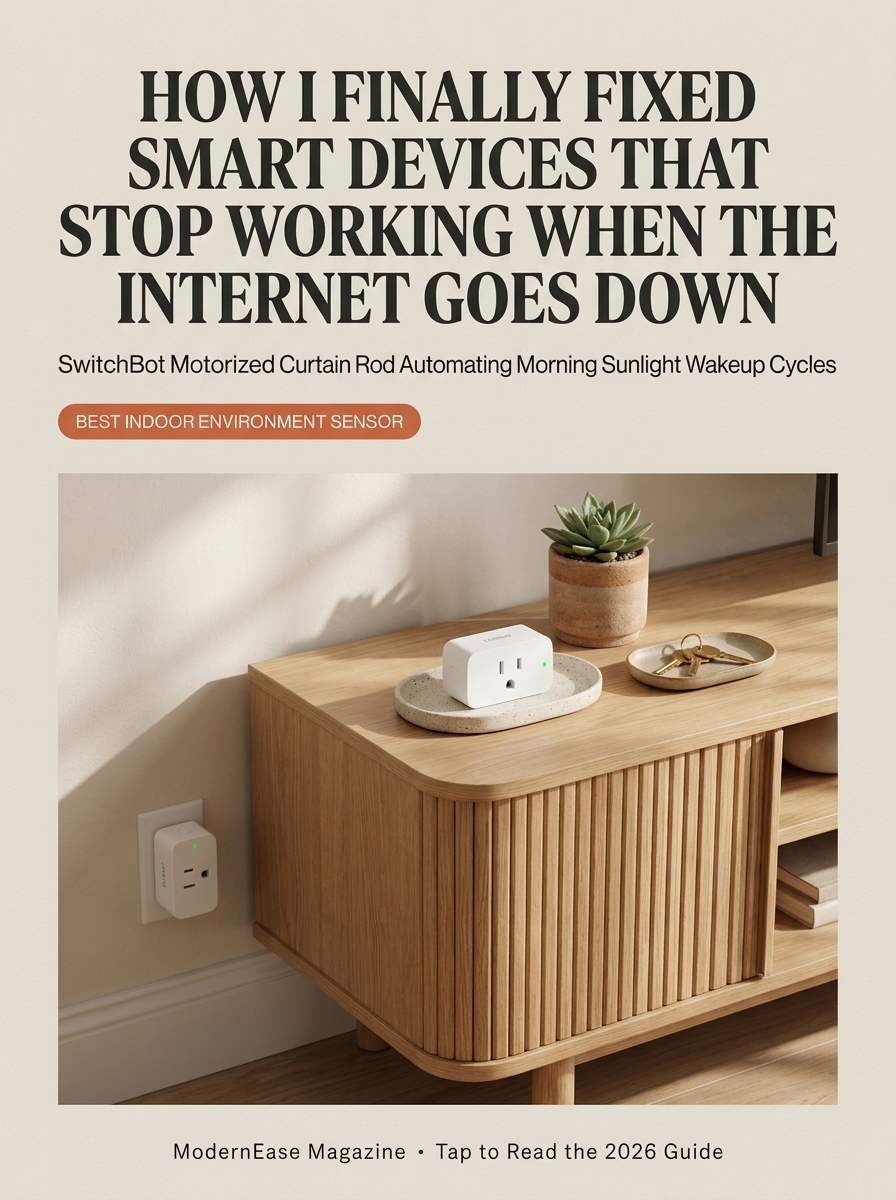 HOW I FINALLY FIXED
SMART DEVICES THAT
STOP WORKING WHEN THE
INTERNET GOES DOWN
SwitchBot Motorized Curtain Rod Automating Morning Sunlight Wakeup Cycles
BEST INDOOR ENVIRONMENT SENSOR
ModernEase Magazine • Tap to Read the 2026 Guide